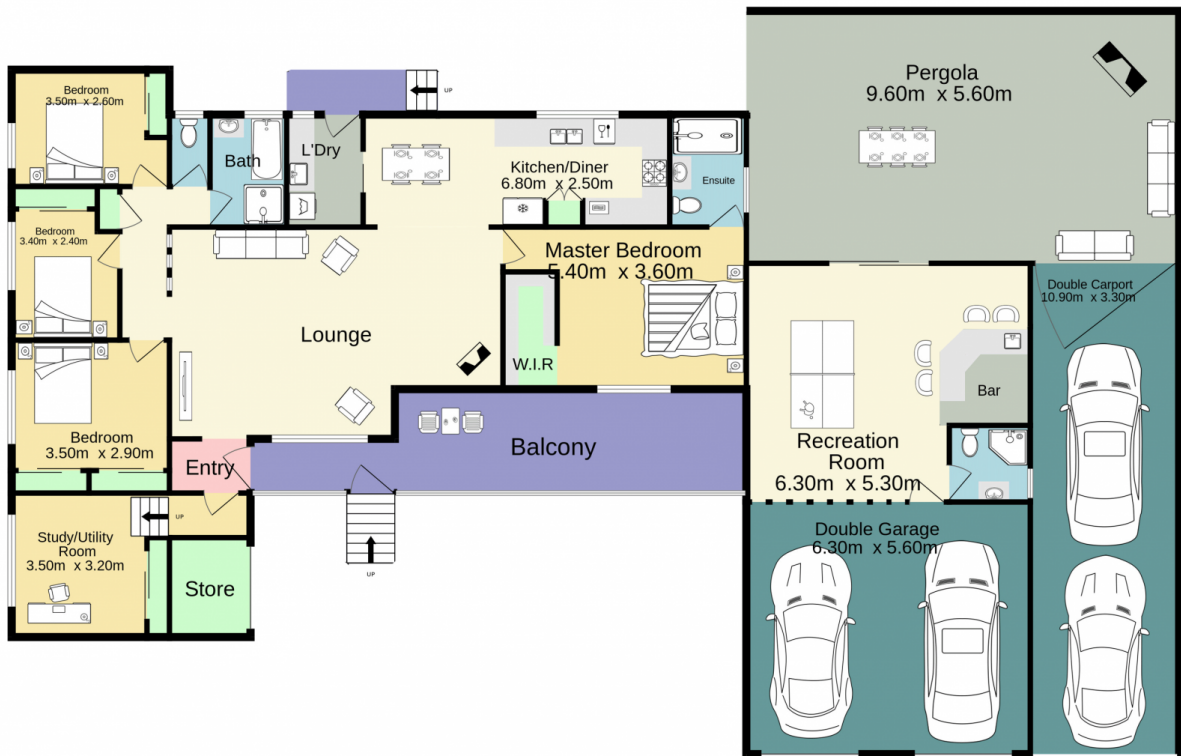 Pergola
9.60m x 5.60m
Bedroom
3.50m x 2.60m
UP
Bath
L'Dry
Kitchen/Diner
6.80m x 2.50m
Ensuite
Bedroom
3.40m x 2.40m
Master Bedroom
5.40m x 3.60m
Double Carport
10.90m x 3.30m
Lounge
W.I.R
Bar
Bedroom
3.50m x 2.90m
Entry
Balcony
Recreation
Room
6.30m x 5.30m
UP
Study/Utility
Room
3.50m x 3.20m
Double Garage
6.30m x 5.60m
UP
Store